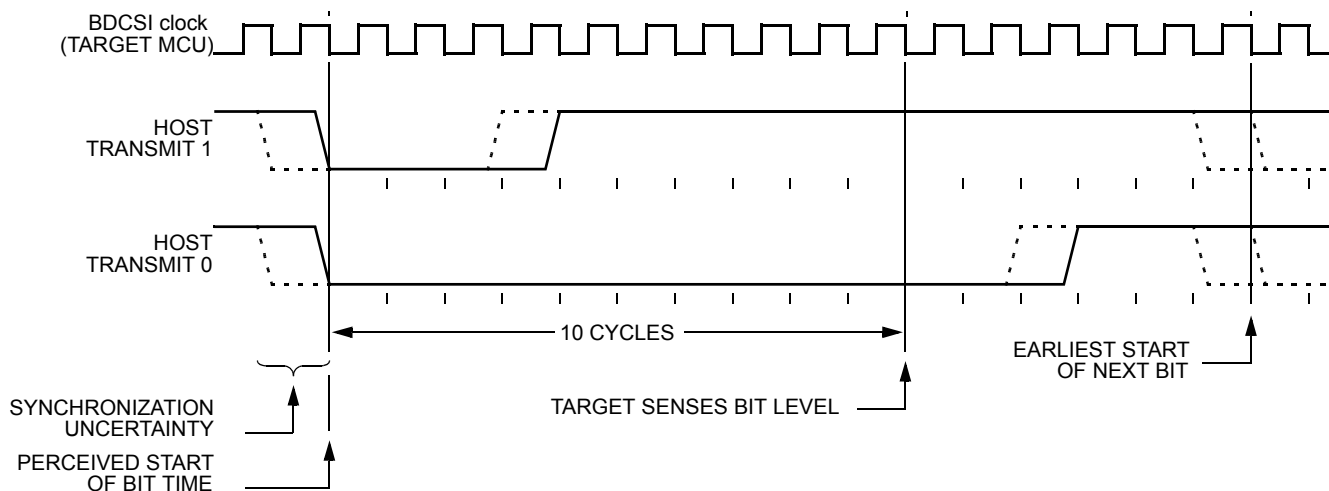 BDCSI clock
(TARGET MCU)
HOST
TRANSMIT 1
HOST
TRANSMIT 0
10 CYCLES
EARLIEST START
OF NEXT BIT
TARGET SENSES BIT LEVEL
SYNCHRONIZATION
UNCERTAINTY
PERCEIVED START
OF BIT TIME